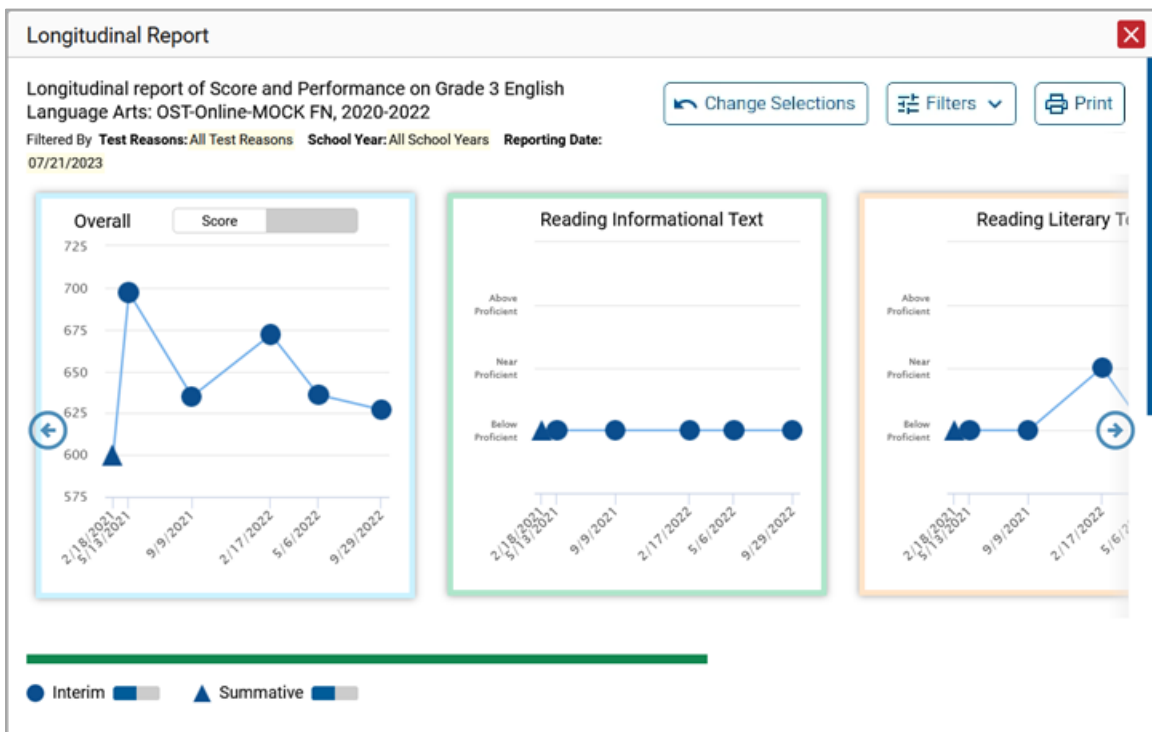 Longitudinal Report
Longitudinal report of Score and Performance on Grade 3 English
Language Arts: OST-Online-MOCK FN, 2020-2022
Change Selections
Filters
Print
Filtered By Test Reasons: All Test Reasons School Year: All School Years Reporting Date:
07/21/2023
Overall
Score
725
700
675
650
625
600
575
2/18/2021
5/13/2021
9/9/2021
2/17/2022
5/6/2022
9/29/2022
Reading Informational Text
Above
Proficient
Near
Proficient
Below
Proficient
2/18/2021
5/13/2021
9/9/2021
2/17/2022
5/6/2022
9/29/2022
Reading Literary
Above
Proficient
Near
Proficient
Below
Proficient
2/18/2021
5/13/2021
9/9/2021
2/17/2022
Interim
Summative